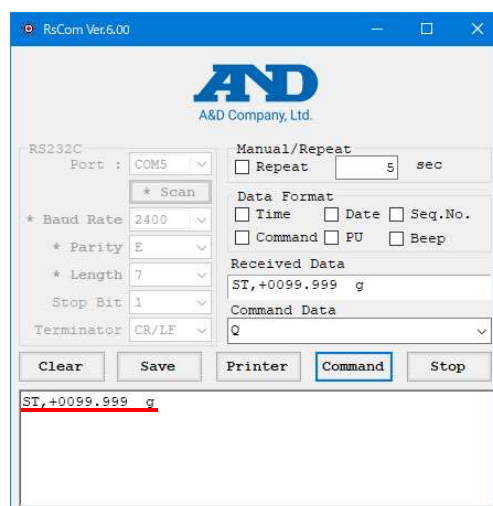 RsCom Ver.6.00
AND
A&D Company, Ltd.
RS232C
Port : COM5
* Scan
* Baud Rate 2400
* Parity E
* Length 7
Stop Bit 1
Terminator CR/LF
Manual/Repeat
Repeat 5 sec
Data Format
Time Date Seq.No.
Command PU Beep
Received Data
ST,+0099.999 g
Command Data
Q
Clear Save Printer Command Stop
ST,+0099.999 g